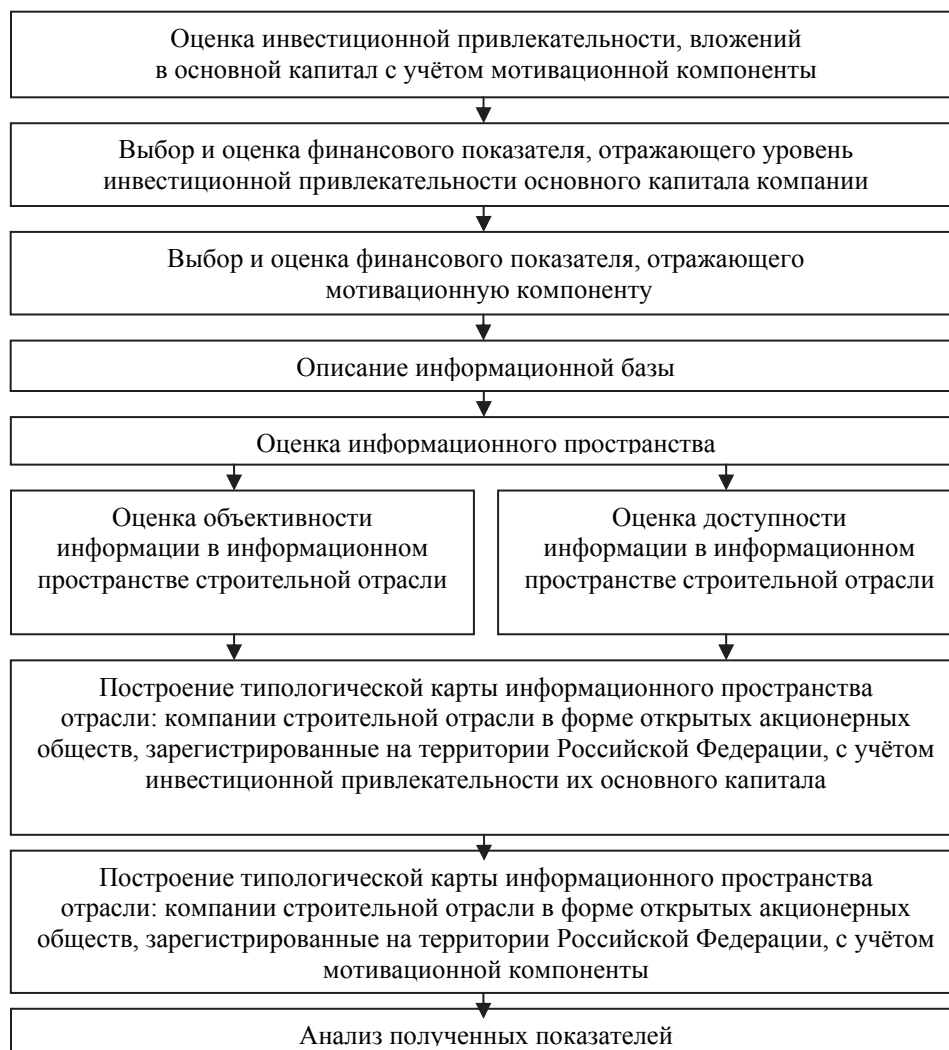 Оценка инвестиционной привлекательности, вложений
в основной капитал с учётом мотивационной компоненты
Выбор и оценка финансового показателя, отражающего уровень
инвестиционной привлекательности основного капитала компании
Выбор и оценка финансового показателя, отражающего
мотивационную компоненту
Описание информационной базы
Оценка информационного пространства
Оценка объективности
информации в информационном
пространстве строительной отрасли
Оценка доступности
информации в информационном
пространстве строительной отрасли
Построение типологической карты информационного пространства
отрасли: компании строительной отрасли в форме открытых акционерных
обществ, зарегистрированные на территории Российской Федерации, с учётом
инвестиционной привлекательности их основного капитала
Построение типологической карты информационного пространства
отрасли: компании строительной отрасли в форме открытых акционерных
обществ, зарегистрированные на территории Российской Федерации, с учётом
мотивационной компоненты
Анализ полученных показателей